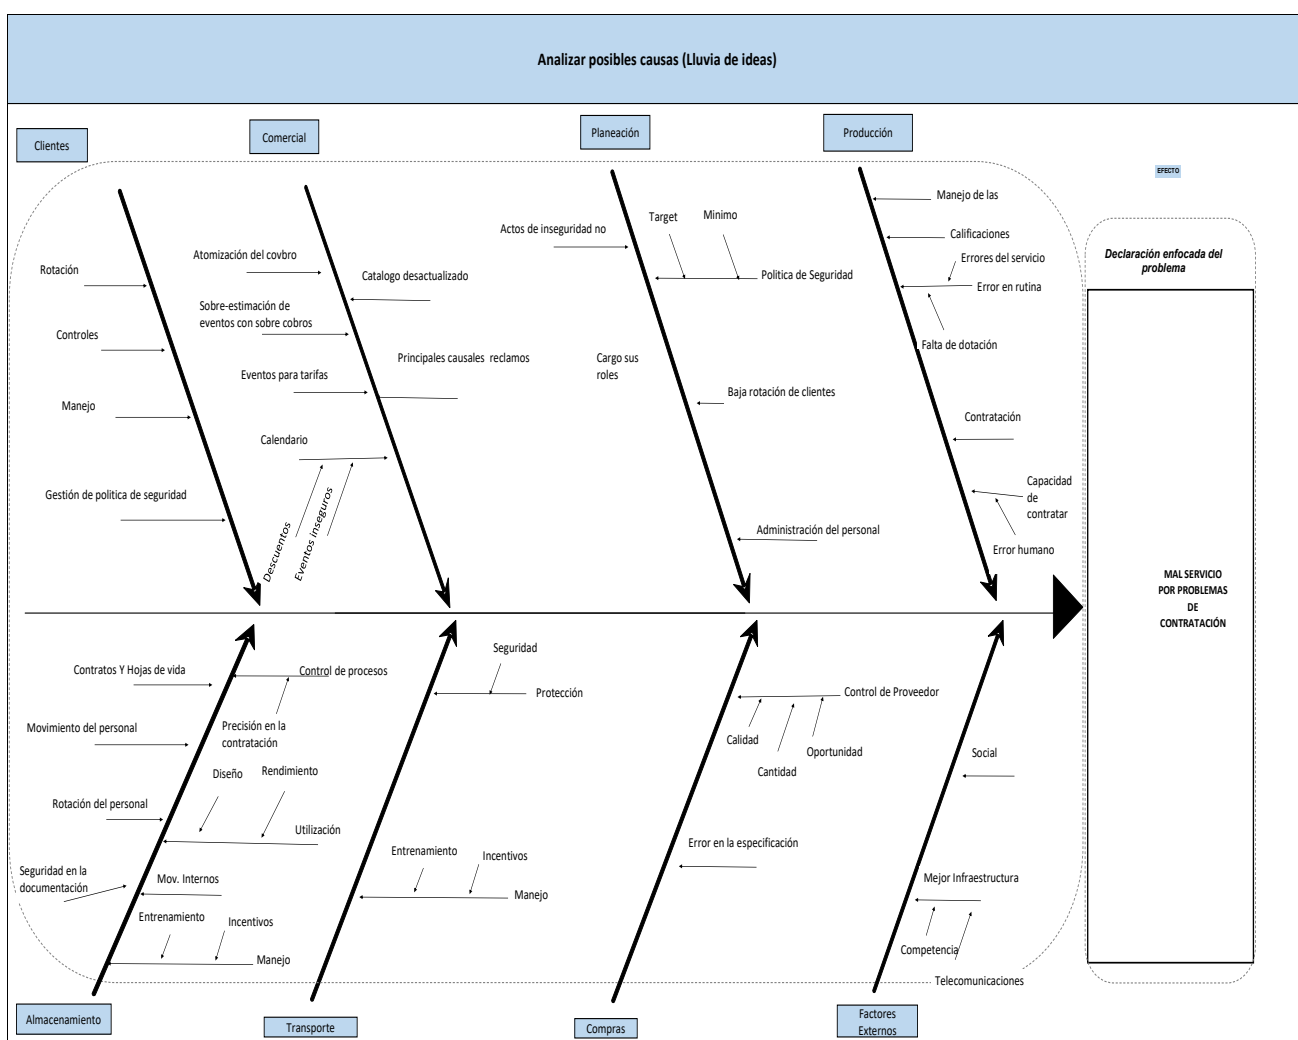 Analizar posibles causas (Lluvia de ideas)
Clientes
Comercial
Planeación
Producción
EFECTO
Declaración enfocada del
problema
Rotación
Controles
Manejo
Gestión de politica de seguridad
Atomización del covbro
Catalogo desactualizado
Sobre-estimación de
eventos con sobre cobros
Principales causales reclamos
Eventos para tarifas
Calendario
Descuentos
Eventos inseguros
Actos de inseguridad no
Target
Minimo
Politica de Seguridad
Cargo sus
roles
Baja rotación de clientes
Administración del personal
Manejo de las
Calificaciones
Errores del servicio
Error en rutina
Falta de dotación
Contratación
Capacidad
de
contratar
Error humano
MAL SERVICIO
POR PROBLEMAS
DE
CONTRATACIÓN
Contratos Y Hojas de vida
Control de procesos
Movimiento del personal
Precisión en la
contratación
Diseño
Rendimiento
Rotación del personal
Utilización
Seguridad en la
documentación
Mov. Internos
Entrenamiento
Incentivos
Manejo
Seguridad
Protección
Entrenamiento
Incentivos
Manejo
Control de Proveedor
Calidad
Cantidad
Oportunidad
Error en la especificación
Social
Mejor Infraestructura
Competencia
Telecomunicaciones
Almacenamiento
Transporte
Compras
Factores
Externos